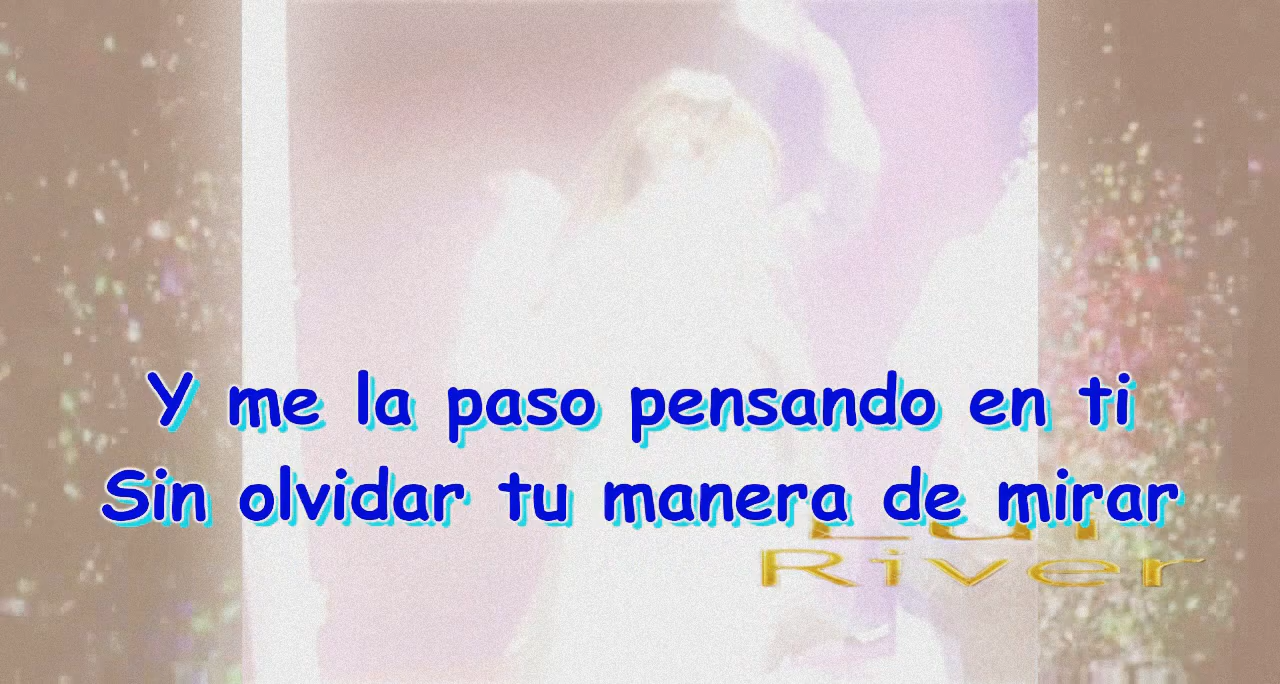 Y me la paso pensando en ti
Sin olvidar tu manera de mirar
River